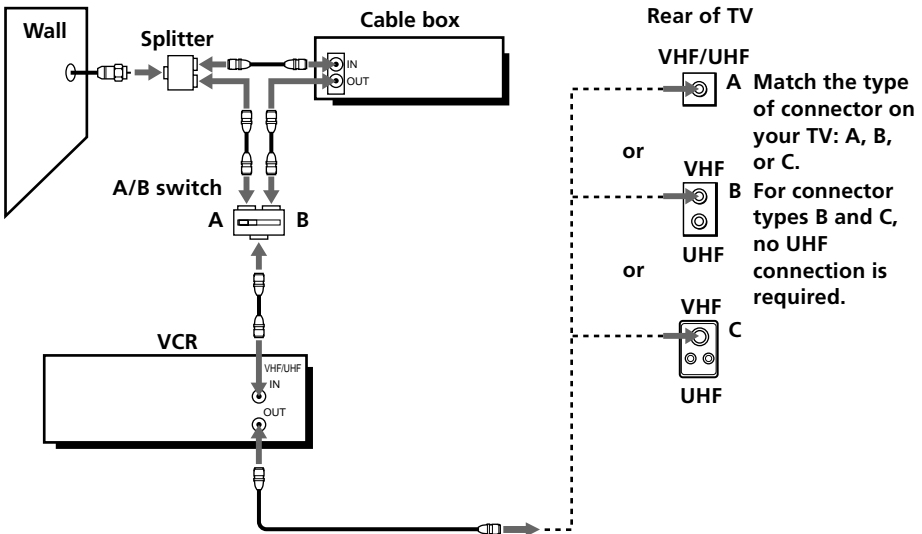 Wall
Splitter
Cable box
IN
OUT
A/B switch
A
B
VCR
VHF/UHF
IN
OUT
Rear of TV
VHF/UHF
A
or
VHF
B
UHF
or
VHF
C
UHF
Match the type
of connector on
your TV: A, B,
or C.
For connector
types B and C,
no UHF
connection is
required.